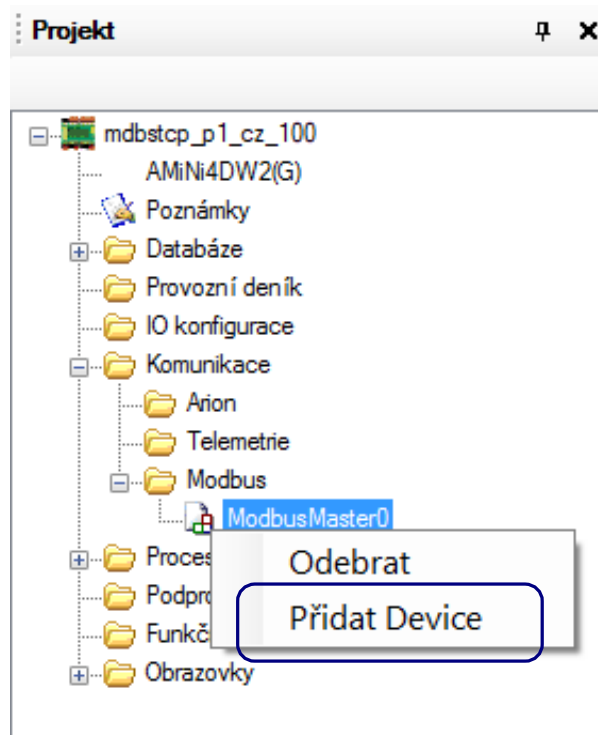 Projekt
mdbstcp_p1_cz_100
AMiNi4DW2(G)
Poznámky
Databáze
Provozní deník
IO konfigurace
Komunikace
Arion
Telemetrie
Modbus
ModbusMaster0
Odebrat
Přidat Device
Obrazovky